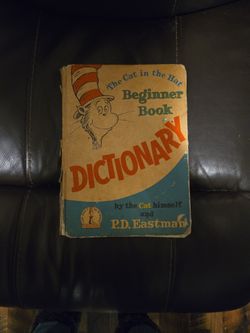 The Cat in the Hat
Beginner
Book
DICTIONARY
by the Cat himself
and
P.D. Eastman